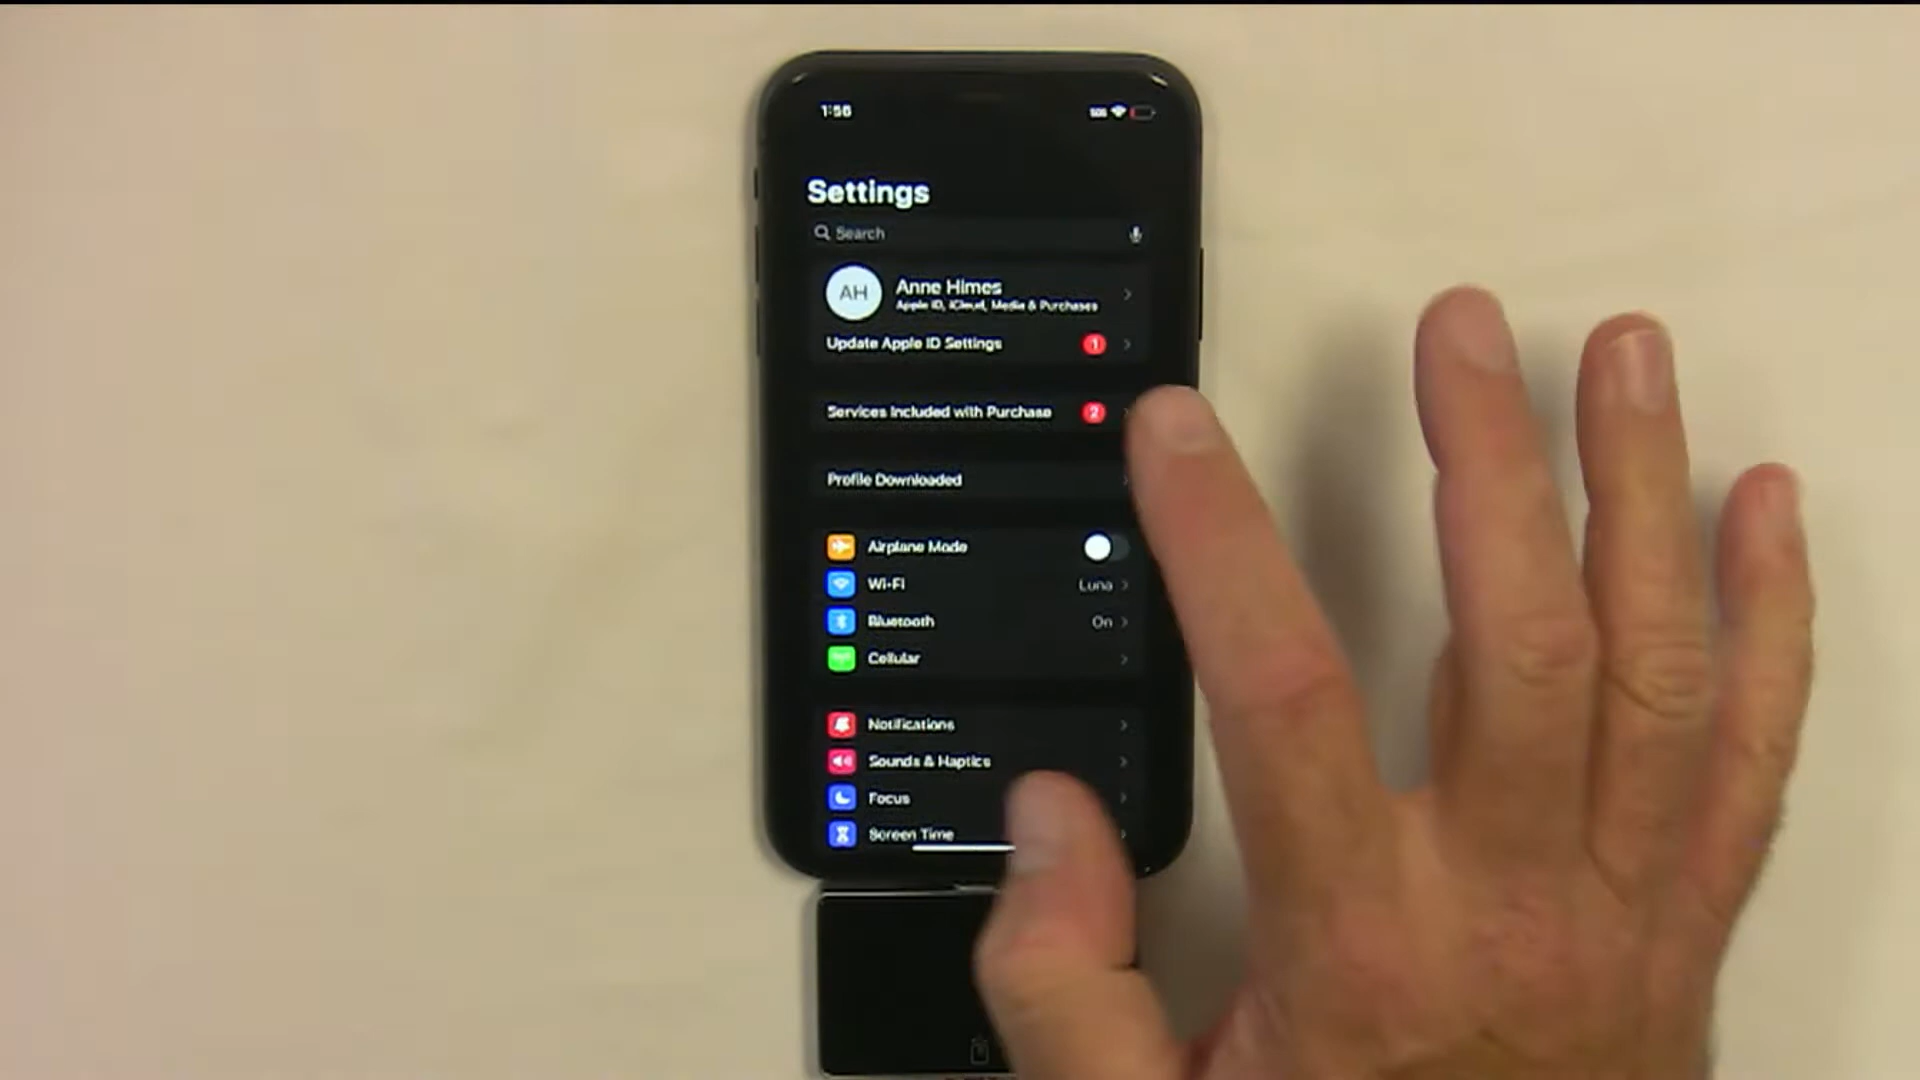 1:56
SOS
Settings
Search
AH
Anne Himes
Apple ID, iCloud, Media & Purchases
Update Apple ID Settings 1
Services Included with Purchase 2
Profile Downloaded
Airplane Mode
Wi-Fi Luna
Bluetooth On
Cellular
Notifications
Sounds & Haptics
Focus
Screen Time